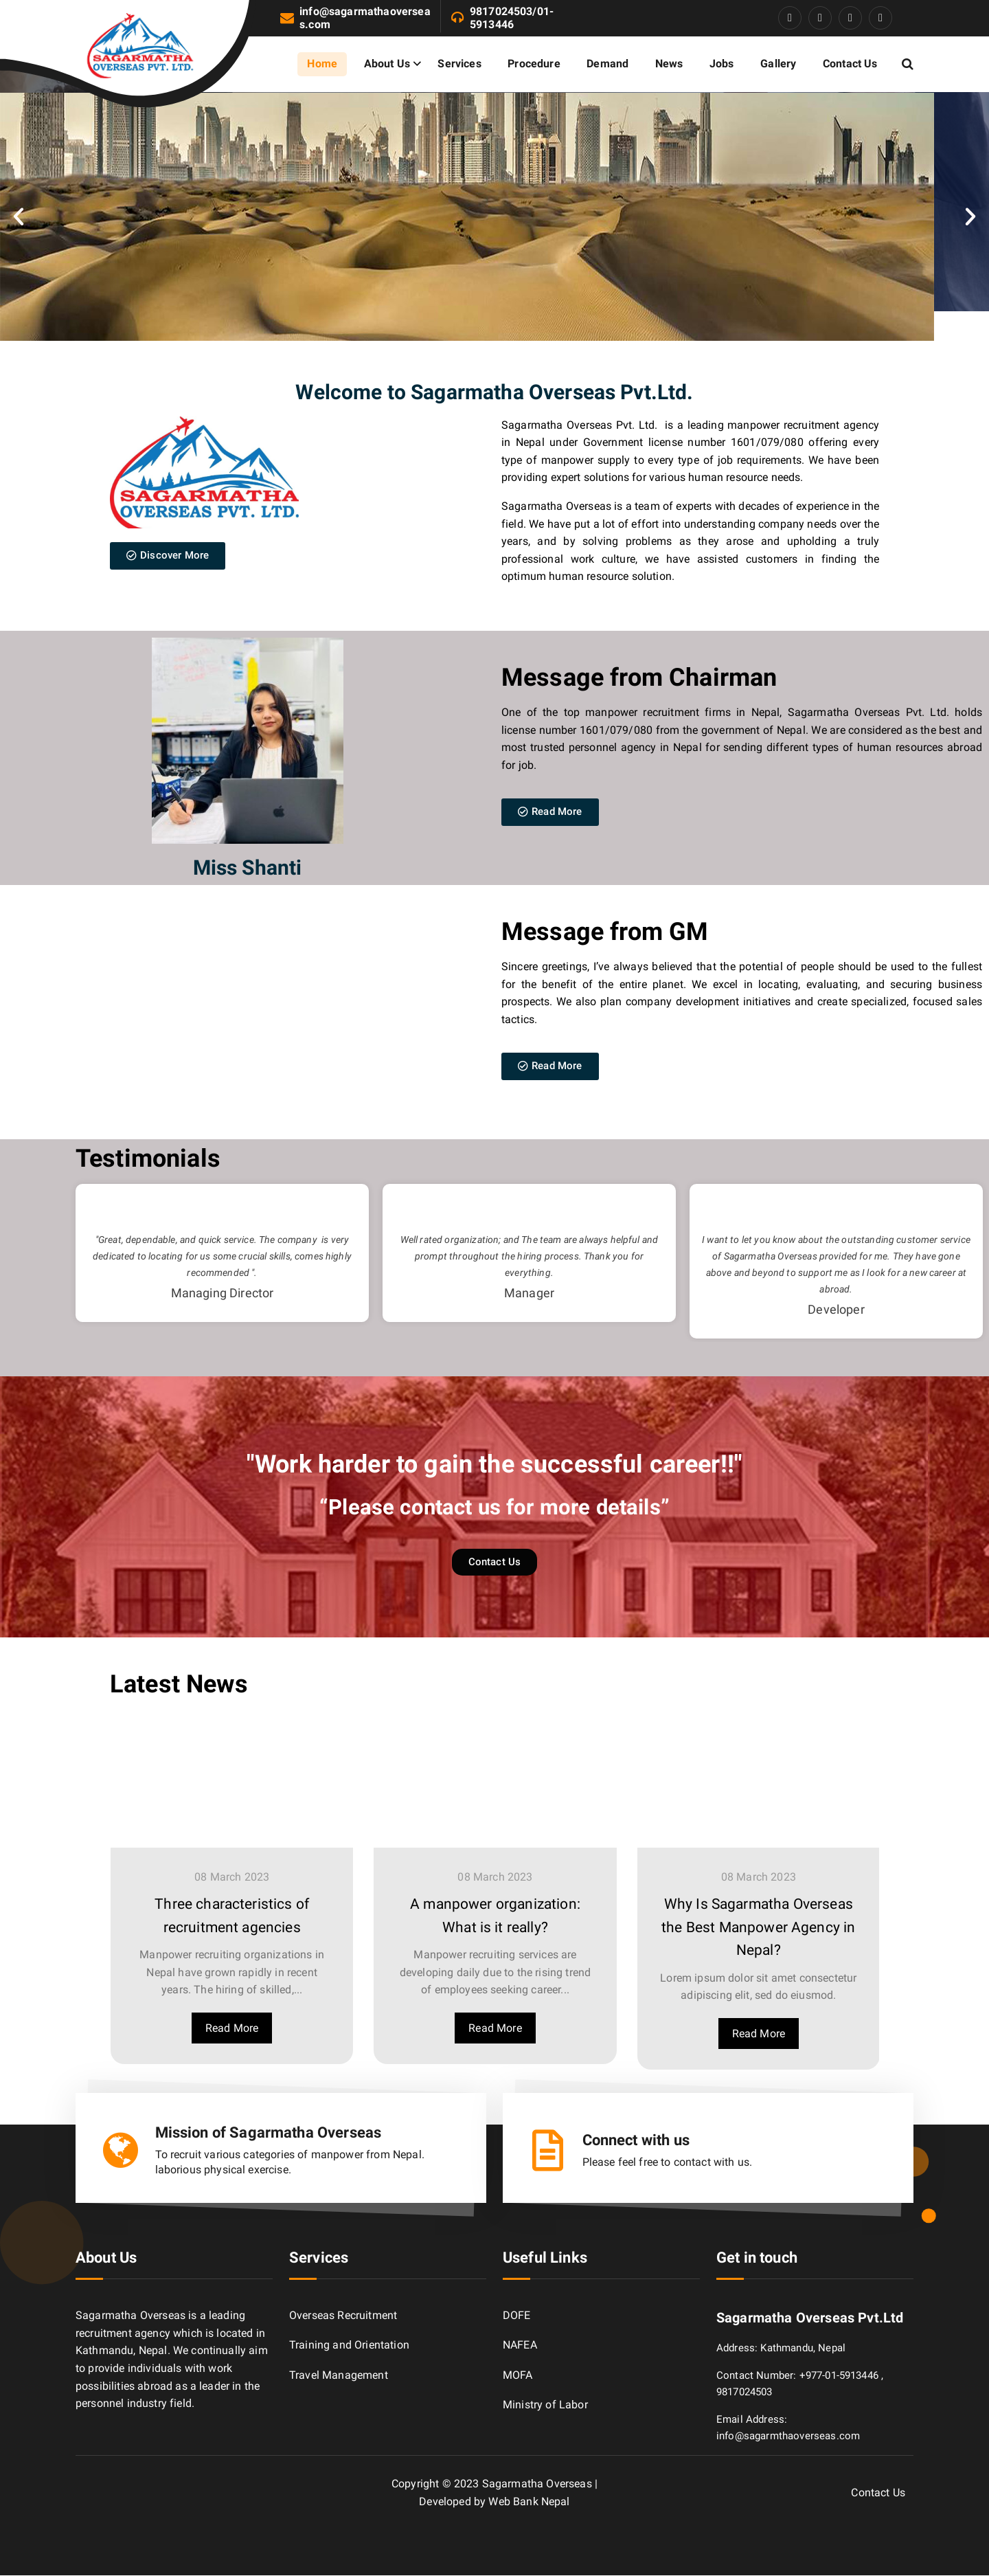 info@sagarmathaoversea
s.com
9817024503/01-
5913446
SAGARMATHA
OVERSEAS PVT. LTD.
Home About Us Services Procedure Demand News Jobs Gallery Contact Us
Welcome to Sagarmatha Overseas Pvt.Ltd.
SAGARMATHA
OVERSEAS PVT. LTD.
Discover More
Sagarmatha Overseas Pvt. Ltd. is a leading manpower recruitment agency
in Nepal under Government license number 1601/079/080 offering every
type of manpower supply to every type of job requirements. We have been
providing expert solutions for various human resource needs.
Sagarmatha Overseas is a team of experts with decades of experience in the
field. We have put a lot of effort into understanding company needs over the
years, and by solving problems as they arose and upholding a truly
professional work culture, we have assisted customers in finding the
optimum human resource solution.
Message from Chairman
One of the top manpower recruitment firms in Nepal, Sagarmatha Overseas Pvt. Ltd. holds
license number 1601/079/080 from the government of Nepal. We are considered as the best and
most trusted personnel agency in Nepal for sending different types of human resources abroad
for job.
Read More
Miss Shanti
Message from GM
Sincere greetings, I've always believed that the potential of people should be used to the fullest
for the benefit of the entire planet. We excel in locating, evaluating, and securing business
prospects. We also plan company development initiatives and create specialized, focused sales
tactics.
Read More
Testimonials
"Great, dependable, and quick service. The company is very
dedicated to locating for us some crucial skills, comes highly
recommended ".
Managing Director
Well rated organization; and The team are always helpful and
prompt throughout the hiring process. Thank you for
everything.
Manager
I want to let you know about the outstanding customer service
of Sagarmatha Overseas provided for me. They have gone
above and beyond to support me as I look for a new career at
abroad.
Developer
"Work harder to gain the successful career!!"
“Please contact us for more details”
Contact Us
Latest News
08 March 2023
Three characteristics of
recruitment agencies
Manpower recruiting organizations in
Nepal have grown rapidly in recent
years. The hiring of skilled,...
Read More
08 March 2023
A manpower organization:
What is it really?
Manpower recruiting services are
developing daily due to the rising trend
of employees seeking career...
Read More
08 March 2023
Why Is Sagarmatha Overseas
the Best Manpower Agency in
Nepal?
Lorem ipsum dolor sit amet consectetur
adipiscing elit, sed do eiusmod.
Read More
Mission of Sagarmatha Overseas
To recruit various categories of manpower from Nepal.
laborious physical exercise.
Connect with us
Please feel free to contact with us.
About Us
Sagarmatha Overseas is a leading
recruitment agency which is located in
Kathmandu, Nepal. We continually aim
to provide individuals with work
possibilities abroad as a leader in the
personnel industry field.
Services
Overseas Recruitment
Training and Orientation
Travel Management
Useful Links
DOFE
NAFEA
MOFA
Ministry of Labor
Get in touch
Sagarmatha Overseas Pvt.Ltd
Address: Kathmandu, Nepal
Contact Number: +977-01-5913446 ,
9817024503
Email Address:
info@sagarmthaoverseas.com
Copyright © 2023 Sagarmatha Overseas |
Developed by Web Bank Nepal
Contact Us